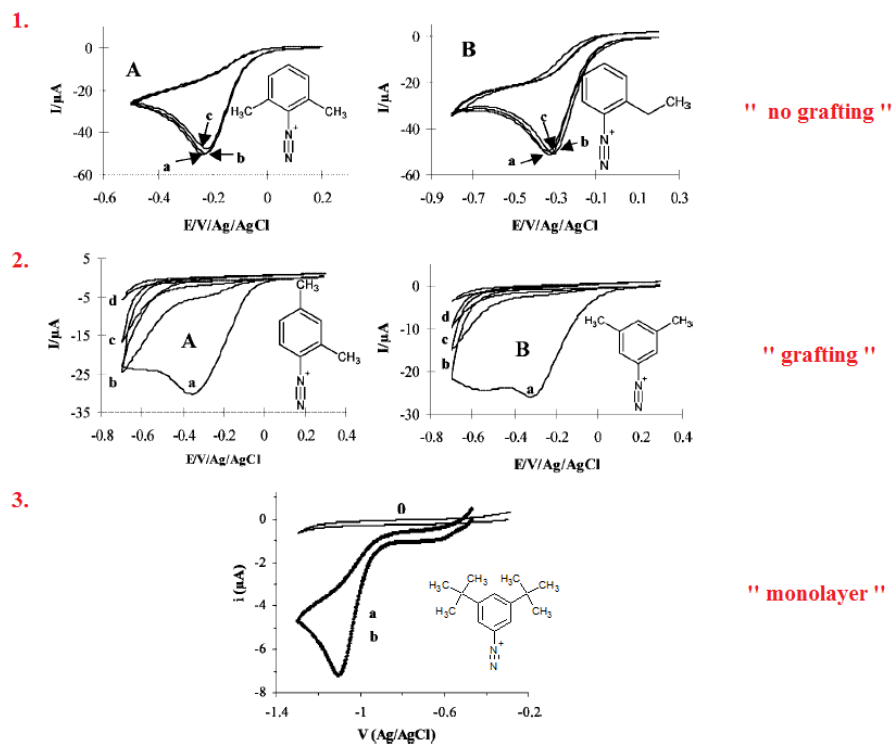 1.
A
B
I/µA
0
-20
-40
-60
-0.6
-0.4
-0.2
0
0.2
E/V/Ag/AgCl
a
b
c
H₃C
CH₃
N⁺
N
I/µA
0
-20
-40
-60
-0.9
-0.7
-0.5
-0.3
-0.1
0.1
0.3
E/V/Ag/AgCl
a
b
c
CH₃
N⁺
N
" no grafting "
2.
I/µA
5
-5
-15
-25
-35
-0.8
-0.6
-0.4
-0.2
0
0.2
0.4
E/V/Ag/AgCl
A
a
b
c
d
CH₃
CH₃
N⁺
N
I/µA
0
-10
-20
-30
-0.8
-0.6
-0.4
-0.2
0
0.2
0.4
E/V/Ag/AgCl
B
a
b
c
d
H₃C
CH₃
N⁺
N
" grafting "
3.
i (µA)
0
-2
-4
-6
-8
-1.4
-1
-0.6
-0.2
V (Ag/AgCl)
0
a
b
H₃C
CH₃
H₃C
H₃C
CH₃
CH₃
N⁺
N
" monolayer "